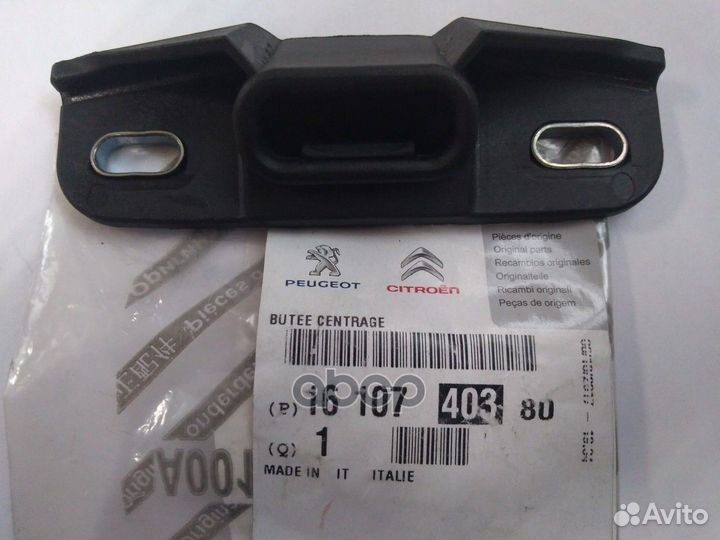 PEUGEOT
CITROËN
Pièces d'origine
Original parts
Recambios originales
Originalteile
Ricambi originali
Peças de origem
BUTEE CENTRAGE
(P) 16 107 403 80
(Q) 1
MADE IN IT ITALIE
A001
Avito